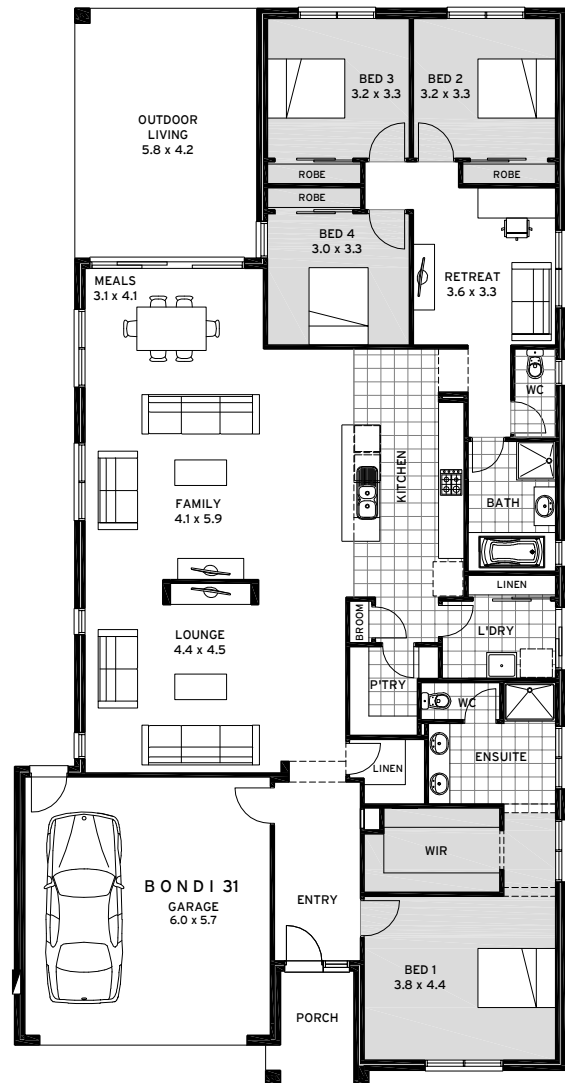 BED 3
3.2 x 3.3
BED 2
3.2 x 3.3
OUTDOOR
LIVING
5.8 x 4.2
ROBE
ROBE
ROBE
BED 4
3.0 x 3.3
MEALS
3.1 x 4.1
RETREAT
3.6 x 3.3
WC
KITCHEN
BATH
FAMILY
4.1 x 5.9
LINEN
BROOM
L'DRY
LOUNGE
4.4 x 4.5
P'TRY
WC
ENSUITE
LINEN
WIR
BONDI 31
GARAGE
6.0 x 5.7
ENTRY
BED 1
3.8 x 4.4
PORCH